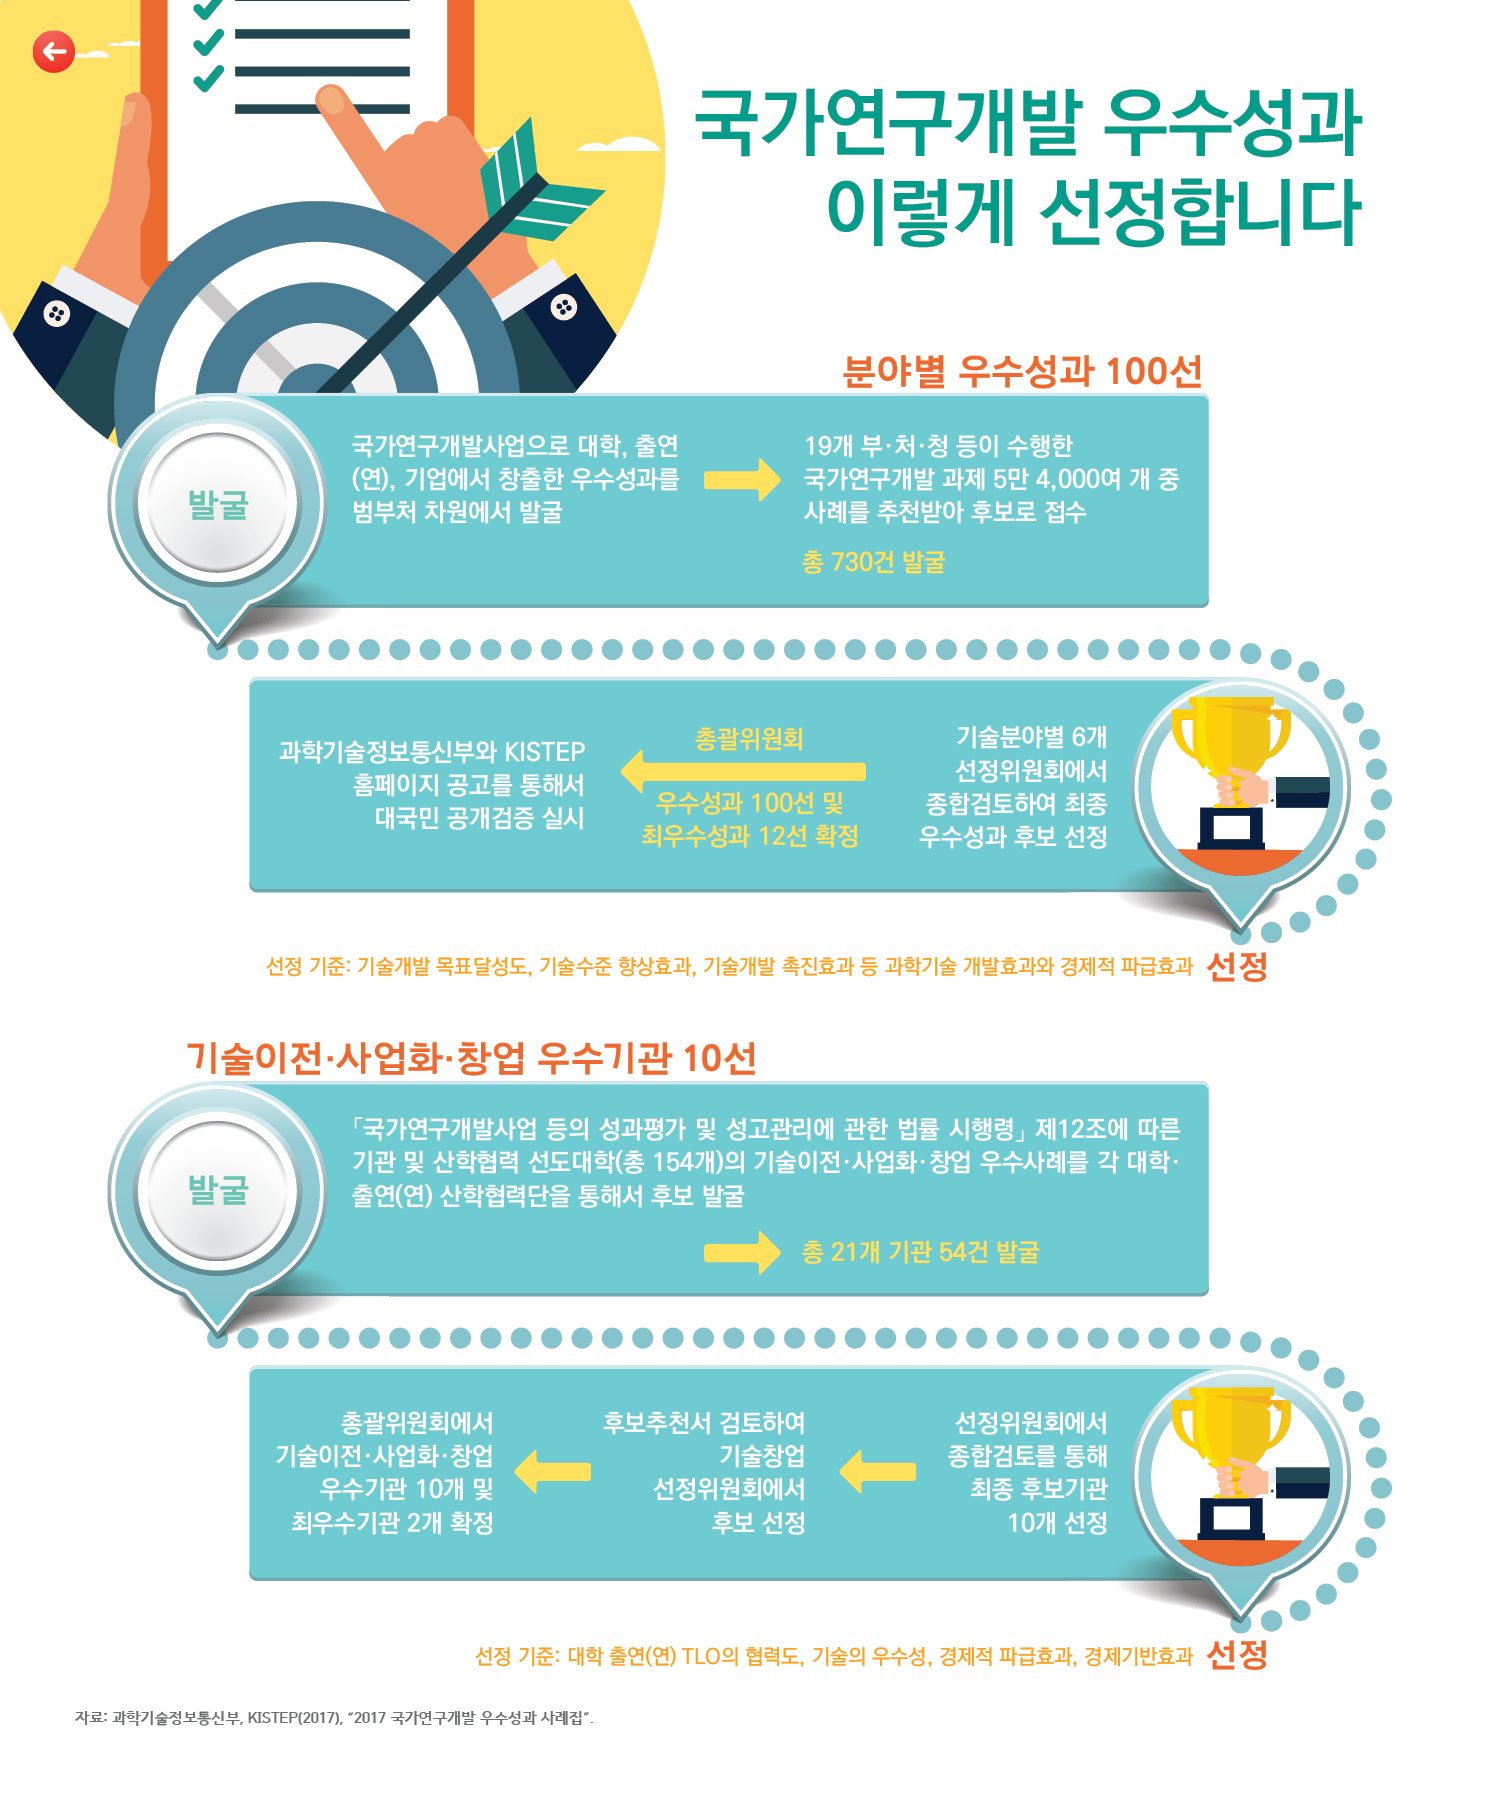 국가연구개발 우수성과
이렇게 선정합니다
분야별 우수성과 100선
발굴
국가연구개발사업으로 대학, 출연
(연), 기업에서 창출한 우수성과를
범부처 차원에서 발굴
19개 부·처·청 등이 수행한
국가연구개발 과제 5만 4,000여 개 중
사례를 추천받아 후보로 접수
총 730건 발굴
기술분야별 6개
선정위원회에서
종합검토하여 최종
우수성과 후보 선정
총괄위원회
우수성과 100선 및
최우수성과 12선 확정
과학기술정보통신부와 KISTEP
홈페이지 공고를 통해서
대국민 공개검증 실시
선정 기준: 기술개발 목표달성도, 기술수준 향상효과, 기술개발 촉진효과 등 과학기술 개발효과와 경제적 파급효과
선정
기술이전·사업화·창업 우수기관 10선
발굴
「국가연구개발사업 등의 성과평가 및 성고관리에 관한 법률 시행령」 제12조에 따른
기관 및 산학협력 선도대학(총 154개)의 기술이전·사업화·창업 우수사례를 각 대학·
출연(연) 산학협력단을 통해서 후보 발굴
총 21개 기관 54건 발굴
선정위원회에서
종합검토를 통해
최종 후보기관
10개 선정
후보추천서 검토하여
기술창업
선정위원회에서
후보 선정
총괄위원회에서
기술이전·사업화·창업
우수기관 10개 및
최우수기관 2개 확정
선정 기준: 대학 출연(연) TLO의 협력도, 기술의 우수성, 경제적 파급효과, 경제기반효과
선정
자료: 과학기술정보통신부, KISTEP(2017), “2017 국가연구개발 우수성과 사례집”.